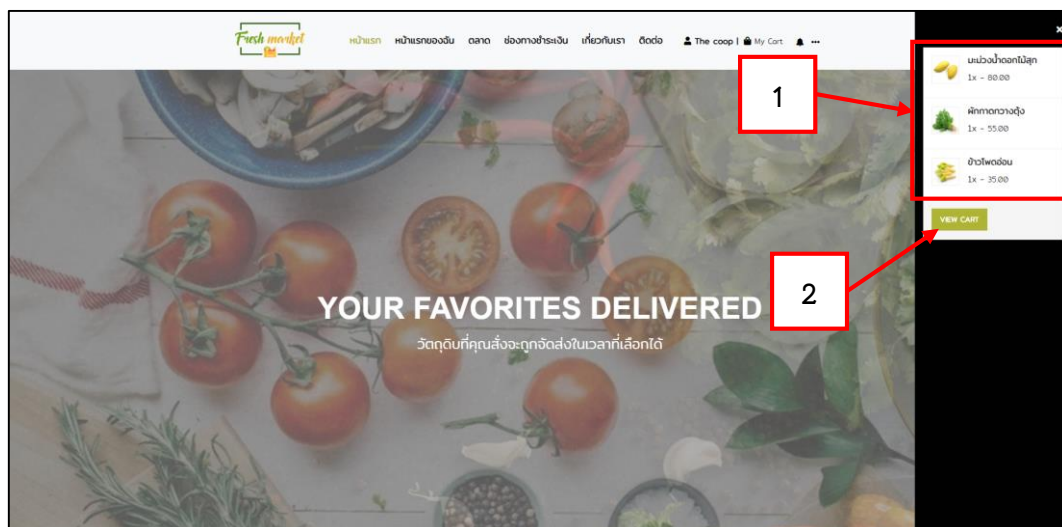 Fresh market
หน้าแรก หน้าแรกของฉัน ตลาด ช่องทางชำระเงิน เกี่ยวกับเรา ติดต่อ The coop | My Cart ...
×
มะม่วงน้ำดอกไม้สุก
1x - 80.00
ผักกาดกวางตุ้ง
1x - 55.00
ข้าวโพดอ่อน
1x - 35.00
VIEW CART
1
2
YOUR FAVORITES DELIVERED
วัตถุดิบที่คุณสั่งจะถูกจัดส่งในเวลาที่เลือกได้